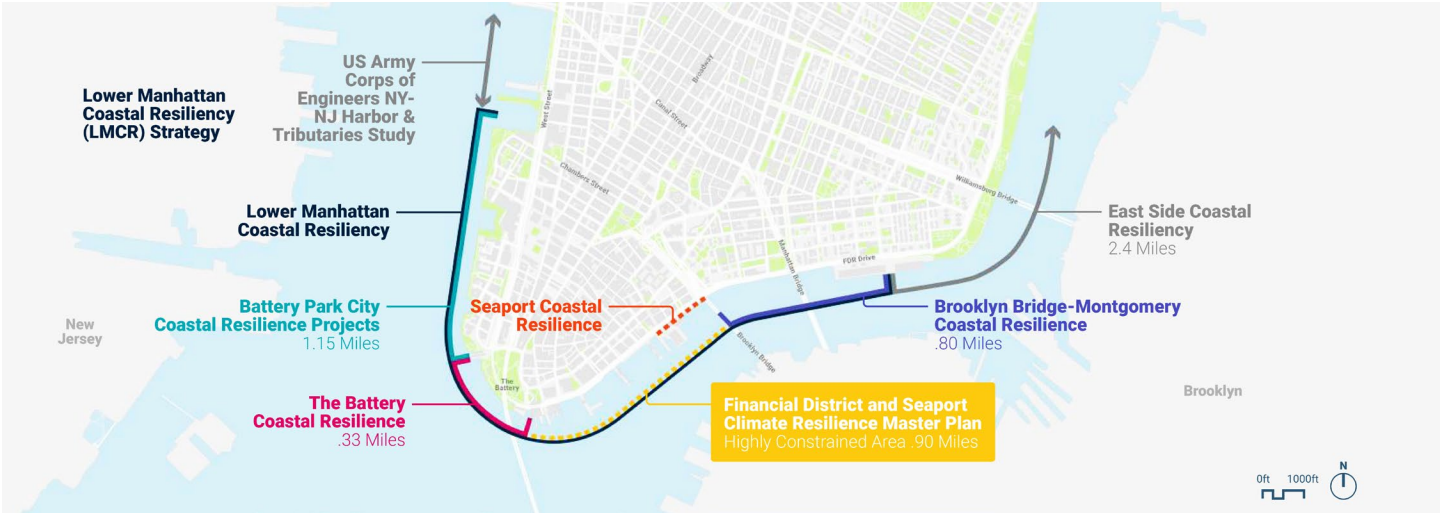 US Army
Corps of
Engineers NY-
NJ Harbor &
Tributaries Study
Lower Manhattan
Coastal Resiliency
(LMCR) Strategy
West Street
Broadway
Canal Street
Chambers Street
Williamsburg Bridge
Lower Manhattan
Coastal Resiliency
East Side Coastal
Resiliency
2.4 Miles
Manhattan Bridge
FDR Drive
Battery Park City
Coastal Resilience Projects
1.15 Miles
Seaport Coastal
Resilience
Brooklyn Bridge-Montgomery
Coastal Resilience
.80 Miles
New
Jersey
Brooklyn Bridge
The
Battery
Brooklyn
The Battery
Coastal Resilience
.33 Miles
Financial District and Seaport
Climate Resilience Master Plan
Highly Constrained Area .90 Miles
N
0ft 1000ft